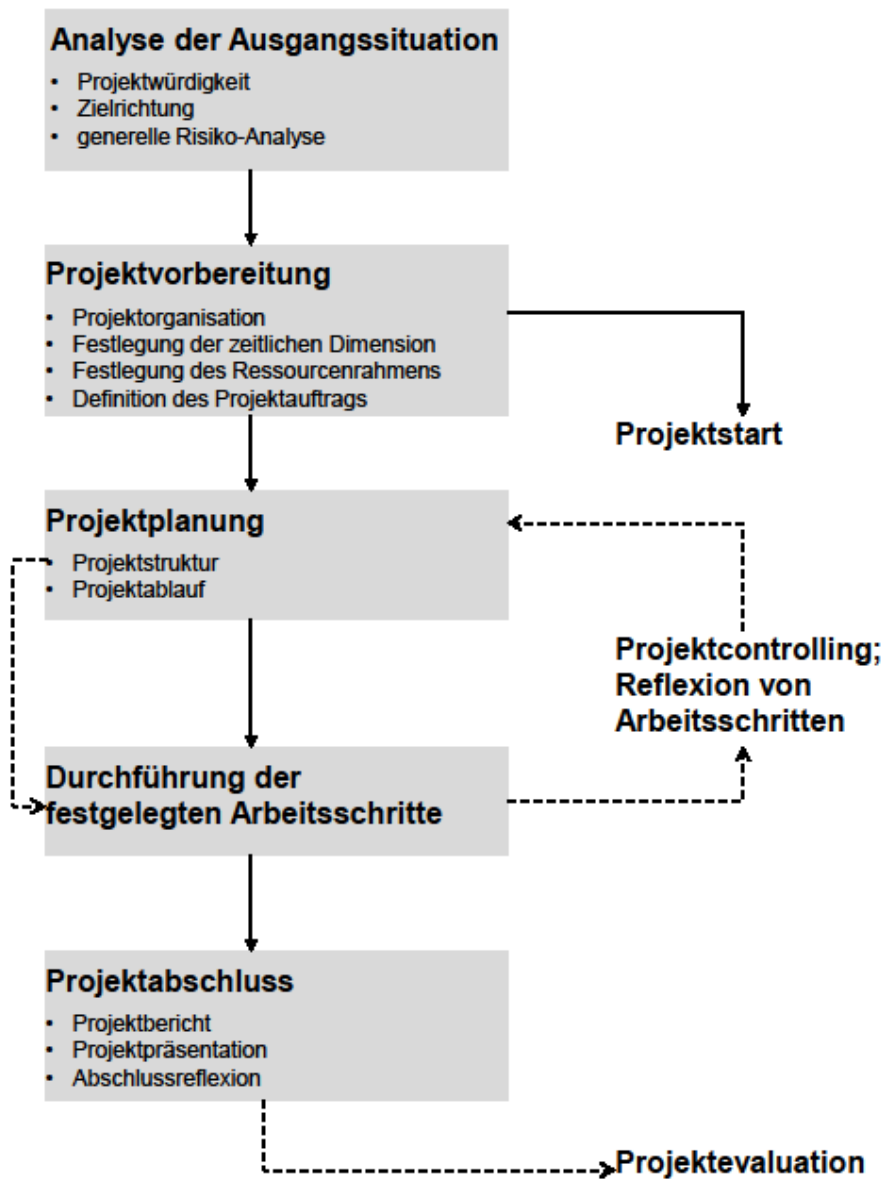 Analyse der Ausgangssituation
• Projektwürdigkeit
• Zielrichtung
• generelle Risiko-Analyse
Projektvorbereitung
• Projektorganisation
• Festlegung der zeitlichen Dimension
• Festlegung des Ressourcenrahmens
• Definition des Projektauftrags
Projektstart
Projektplanung
• Projektstruktur
• Projektablauf
Projektcontrolling;
Reflexion von
Arbeitsschritten
Durchführung der
festgelegten Arbeitsschritte
Projektabschluss
• Projektbericht
• Projektpräsentation
• Abschlussreflexion
Projektevaluation